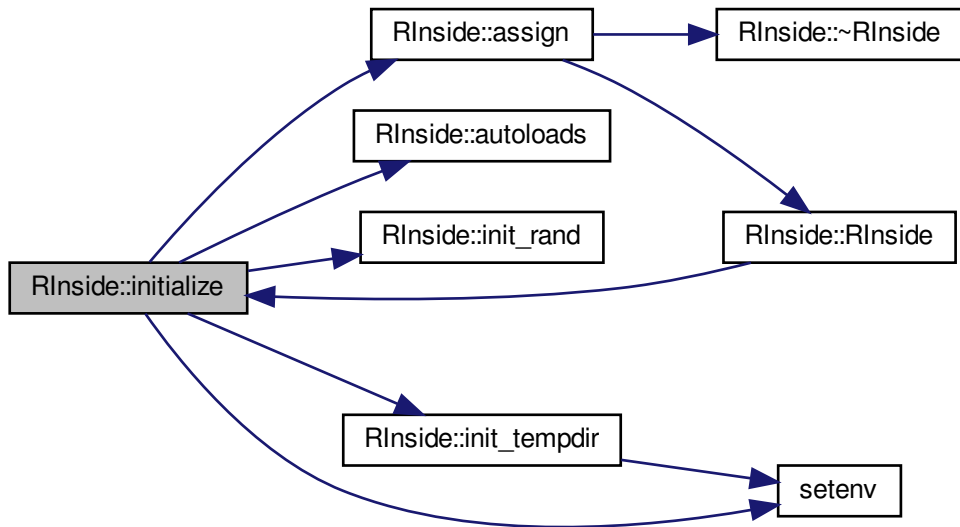 RInside::assign
RInside::~RInside
RInside::autoloads
RInside::init_rand
RInside::RInside
RInside::initialize
RInside::init_tempdir
setenv